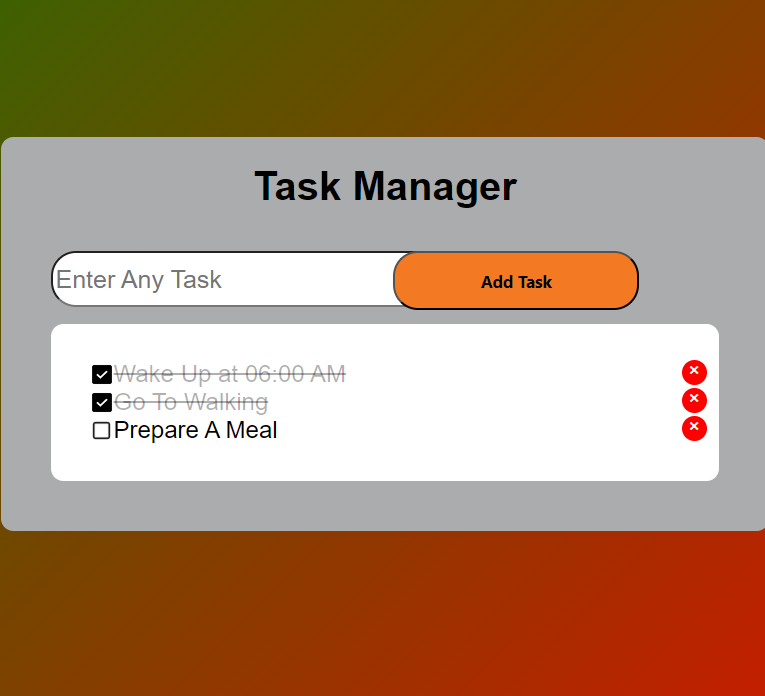 Task Manager
Enter Any Task
Add Task
Wake Up at 06:00 AM
Go To Walking
Prepare A Meal